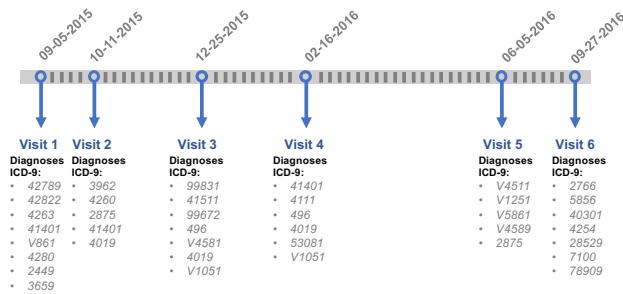 09-05-2015
10-11-2015
12-25-2015
02-16-2016
06-05-2016
09-27-2016
Visit 1
Diagnoses
ICD-9:
• 42789
• 42822
• 4263
• 41401
• V861
• 4280
• 2449
• 3659
Visit 2
Diagnoses
ICD-9:
• 3962
• 4260
• 2875
• 41401
• 4019
Visit 3
Diagnoses
ICD-9:
• 99831
• 41511
• 99672
• 496
• V4581
• 4019
• V1051
Visit 4
Diagnoses
ICD-9:
• 41401
• 4111
• 496
• 4019
• 53081
• V1051
Visit 5
Diagnoses
ICD-9:
• V4511
• V1251
• V5861
• V4589
• 2875
Visit 6
Diagnoses
ICD-9:
• 2766
• 5856
• 40301
• 4254
• 28529
• 7100
• 78909